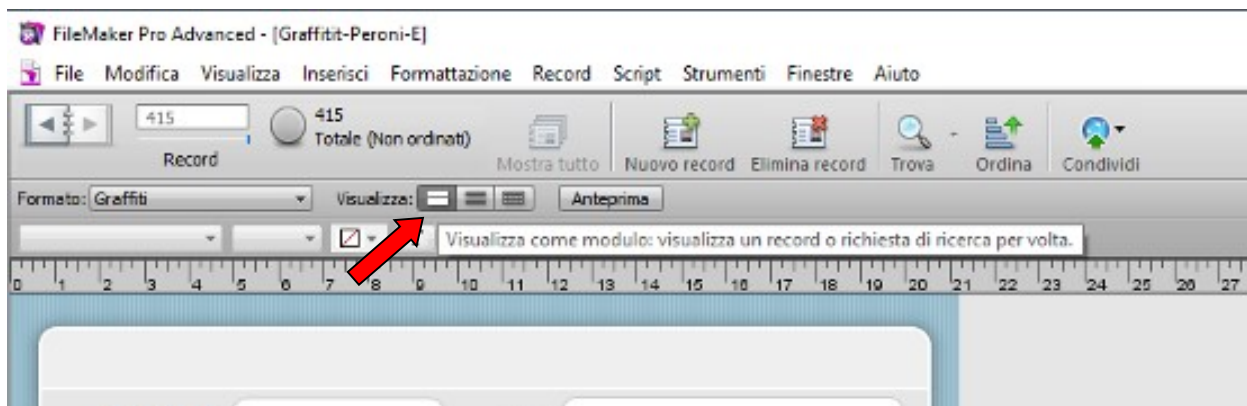 FileMaker Pro Advanced - [Graffitit-Peroni-E]
File Modifica Visualizza Inserisci Formattazione Record Script Strumenti Finestre Aiuto
415 415
Totale (Non ordinati)
Record Mostra tutto Nuovo record Elimina record Trova Ordina Condividi
Formato: Graffiti Visualizza: Anteprima
Visualizza come modulo: visualizza un record o richiesta di ricerca per volta.
0 1 2 3 4 5 6 7 8 9 10 11 12 13 14 15 16 17 18 19 20 21 22 23 24 25 26 27